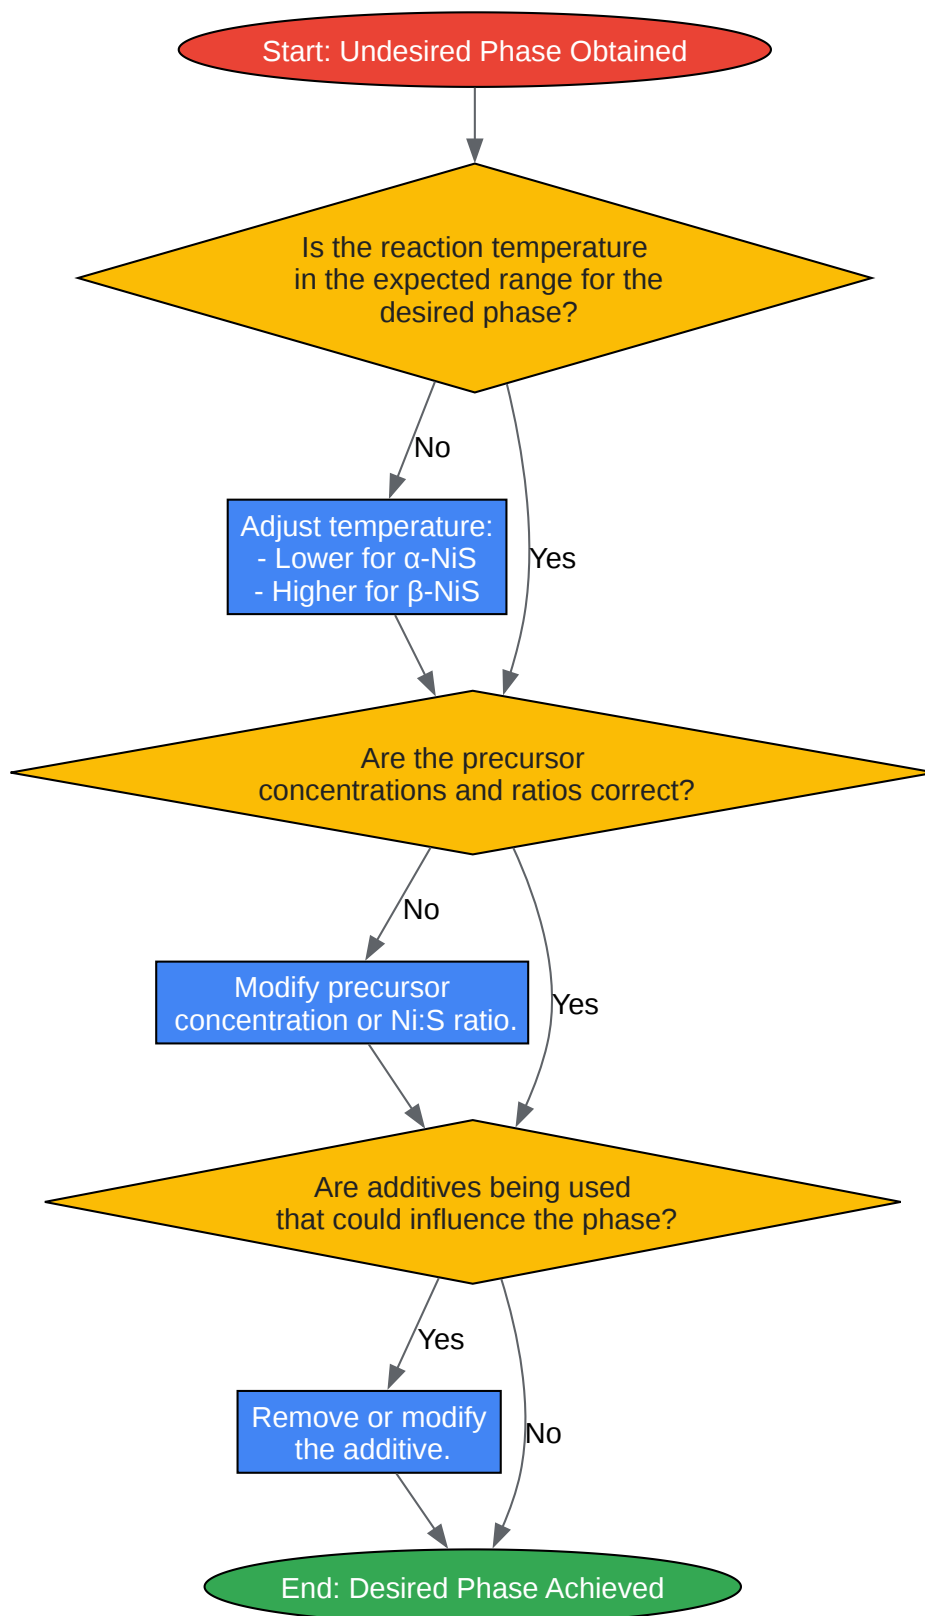 Start: Undesired Phase Obtained
Is the reaction temperature
in the expected range for the
desired phase?
No
Adjust temperature:
- Lower for α-NiS
- Higher for β-NiS
Yes
Are the precursor
concentrations and ratios correct?
No
Modify precursor
concentration or Ni:S ratio.
Yes
Are additives being used
that could influence the phase?
Yes
Remove or modify
the additive.
No
End: Desired Phase Achieved